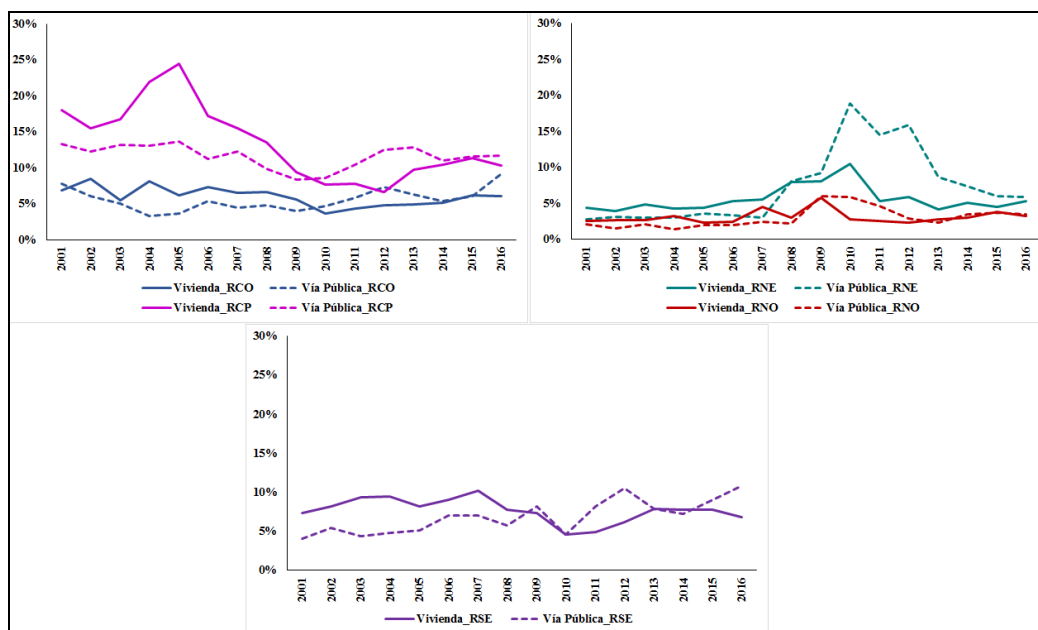 30%
25%
20%
15%
10%
5%
0%
2001 2002 2003 2004 2005 2006 2007 2008 2009 2010 2011 2012 2013 2014 2015 2016
Vivienda_RCO Vía Pública_RCO
Vivienda_RCP Vía Pública_RCP
30%
25%
20%
15%
10%
5%
0%
2001 2002 2003 2004 2005 2006 2007 2008 2009 2010 2011 2012 2013 2014 2015 2016
Vivienda_RNE Vía Pública_RNE
Vivienda_RNO Vía Pública_RNO
30%
25%
20%
15%
10%
5%
0%
2001 2002 2003 2004 2005 2006 2007 2008 2009 2010 2011 2012 2013 2014 2015 2016
Vivienda_RSE Vía Pública_RSE